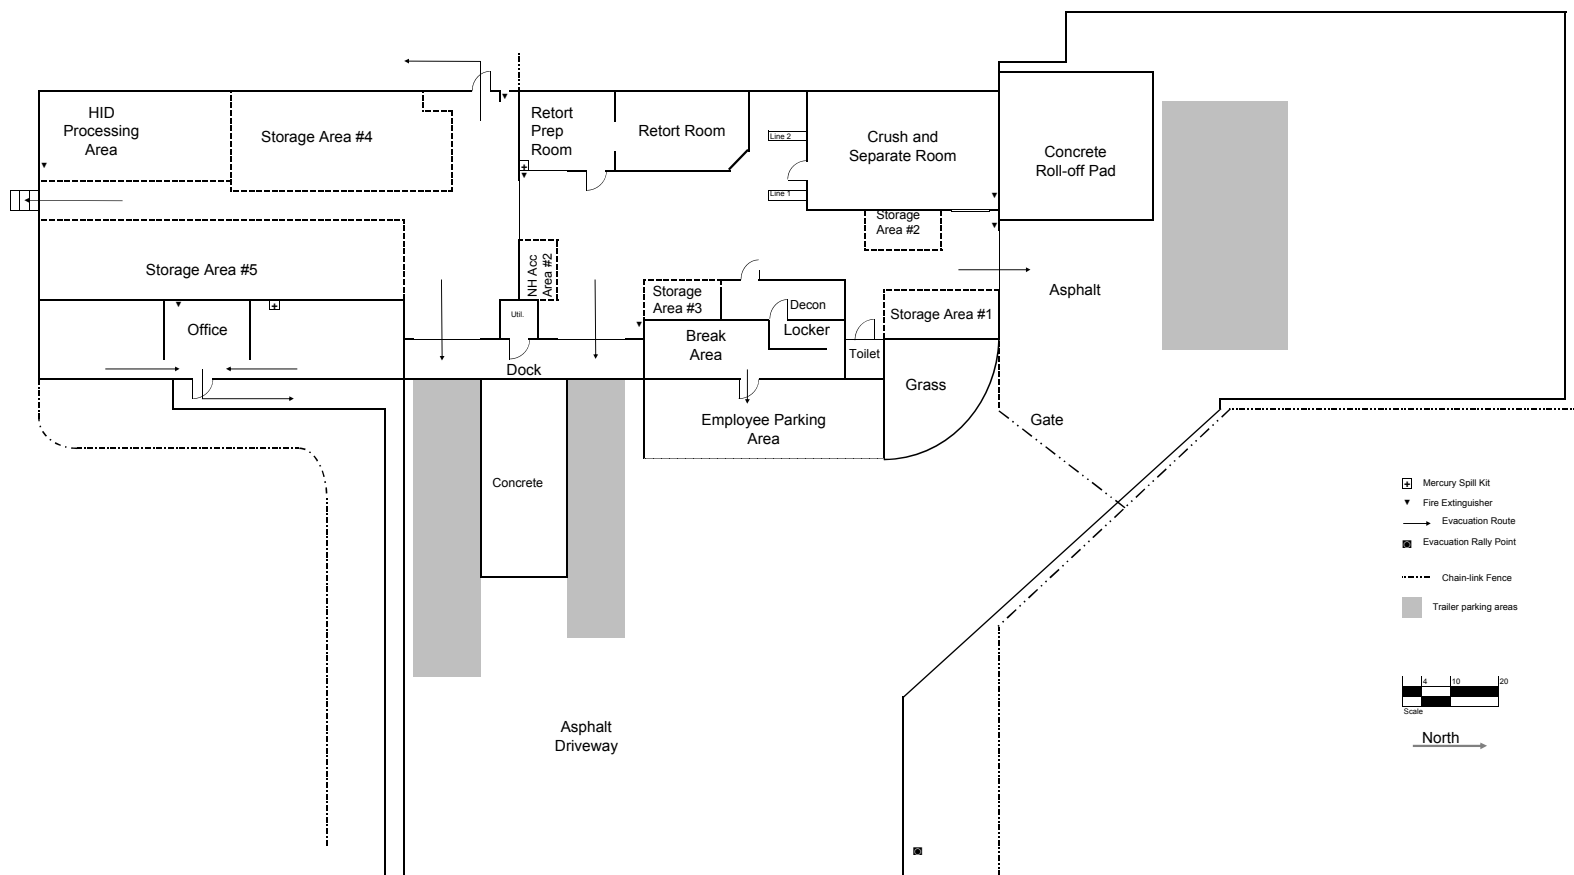 HID
Processing
Area
Storage Area #4
Retort
Prep
Room
Retort Room
Line 2
Line 1
Crush and
Separate Room
Concrete
Roll-off Pad
Storage
Area #2
Storage Area #5
NH Acc
Area #2
Storage
Area #3
Decon
Asphalt
Storage Area #1
Util.
Office
Break
Area
Locker
Toilet
Dock
Grass
Employee Parking
Area
Gate
Concrete
Mercury Spill Kit
Fire Extinguisher
Evacuation Route
Evacuation Rally Point
Chain-link Fence
Trailer parking areas
4 10 20
Scale
North
Asphalt
Driveway